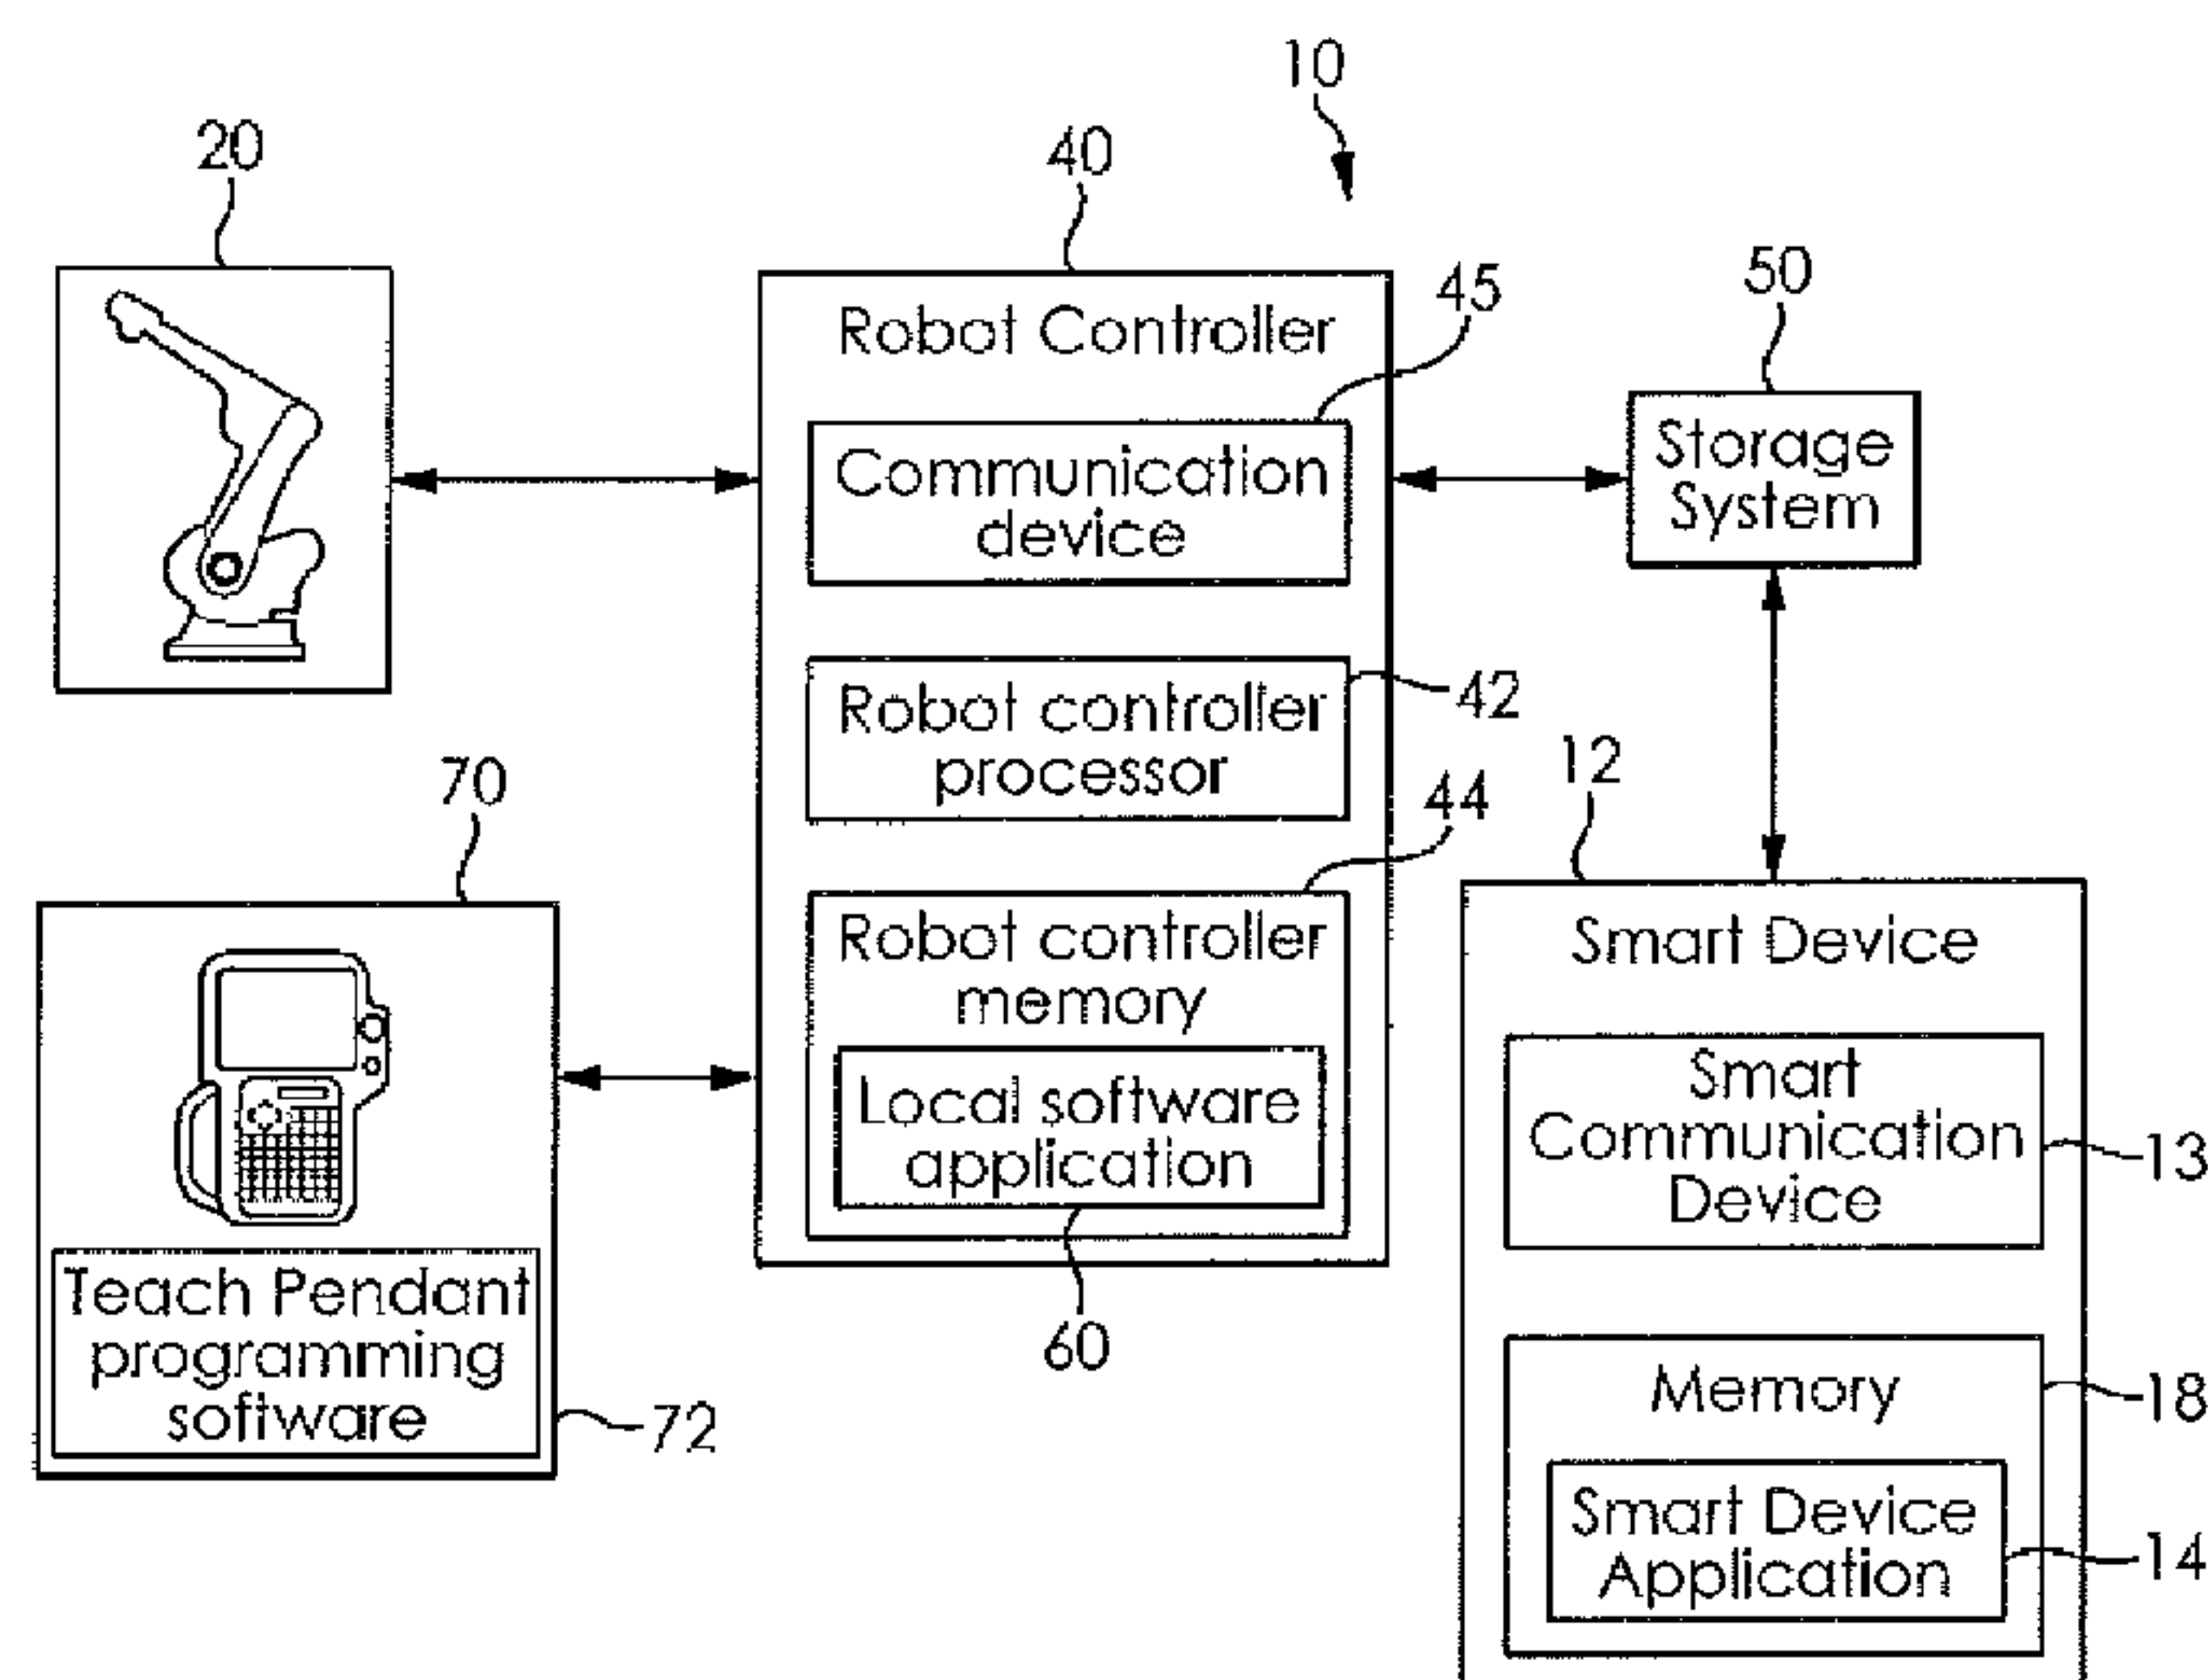 10
20
40
45
50
Robot Controller
Communication
device
Storage
System
Robot controller
processor
42
12
70
44
Robot controller
memory
Smart Device
Local software
application
Smart
Communication
Device
13
Teach Pendant
programming
software
72
60
Memory
18
Smart Device
Application
14